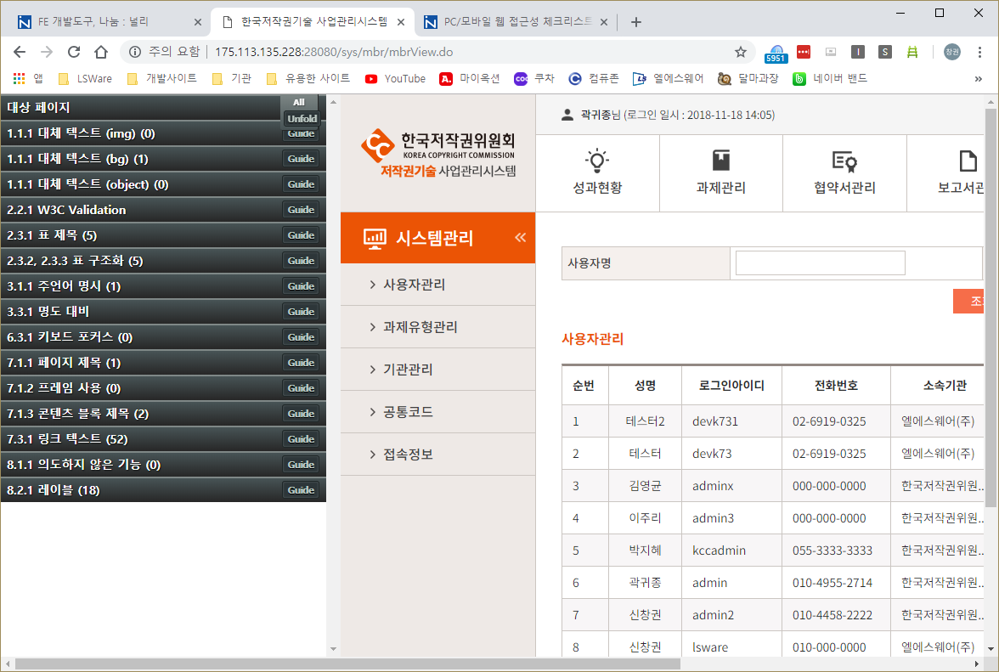 FE 개발도구, 나눔 : 널리
한국저작권기술 사업관리시스템
PC/모바일 웹 접근성 체크리스트
주의 요함
175.113.135.228:28080/sys/mbr/mbrView.do
5951
I
S
창권
앱
LSWare
개발사이트
기관
유용한 사이트
YouTube
A.
마이옥션
COC
쿠차
컴퓨존
엘에스웨어
달마과장
네이버 밴드
»
대상 페이지
All
Unfold
1.1.1 대체 텍스트 (img) (0)
Guide
1.1.1 대체 텍스트 (bg) (1)
Guide
1.1.1 대체 텍스트 (object) (0)
Guide
2.2.1 W3C Validation
Guide
2.3.1 표 제목 (5)
Guide
2.3.2, 2.3.3 표 구조화 (5)
Guide
3.1.1 주언어 명시 (1)
Guide
3.3.1 명도 대비
Guide
6.3.1 키보드 포커스 (0)
Guide
7.1.1 페이지 제목 (1)
Guide
7.1.2 프레임 사용 (0)
Guide
7.1.3 콘텐츠 블록 제목 (2)
Guide
7.3.1 링크 텍스트 (52)
Guide
8.1.1 의도하지 않은 기능 (0)
Guide
8.2.1 레이블 (18)
Guide
한국저작권위원회
KOREA COPYRIGHT COMMISSION
저작권기술 사업관리시스템
시스템관리
사용자관리
과제유형관리
기관관리
공통코드
접속정보
곽귀종님 (로그인 일시 : 2018-11-18 14:05)
성과현황
과제관리
협약서관리
보고서관
사용자명
조
사용자관리
순번 성명 로그인아이디 전화번호 소속기관
1 테스터2 devk731 02-6919-0325 엘에스웨어(주)
2 테스터 devk73 02-6919-0325 엘에스웨어(주)
3 김영균 adminx 000-000-0000 한국저작권위원..
4 이주리 admin3 000-000-0000 한국저작권위원..
5 박지혜 kccadmin 055-3333-3333 한국저작권위원..
6 곽귀종 admin 010-4955-2714 한국저작권위원..
7 신창권 admin2 010-4458-2222 한국저작권위원..
8 신창권 lsware 010-000-0000 엘에스웨어(주)